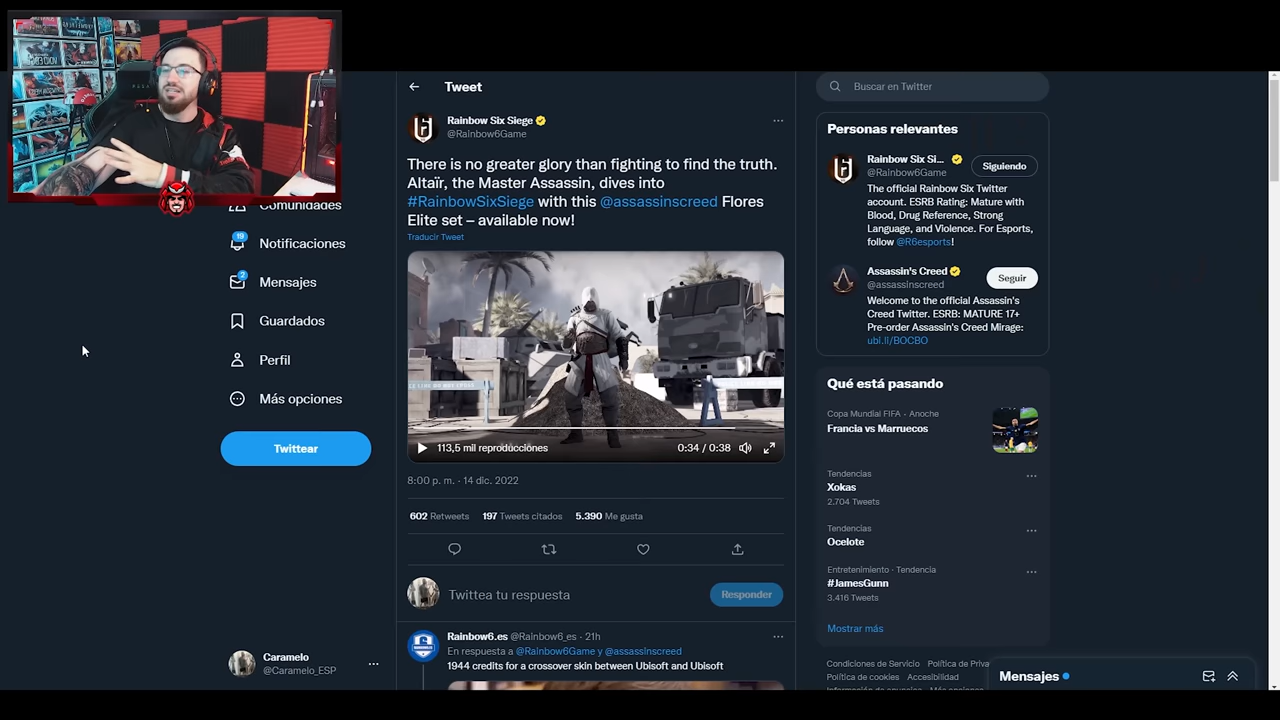 Comunidades
19
Notificaciones
2
Mensajes
Guardados
Perfil
Más opciones
Twittear
Caramelo
@Caramelo_ESP
Tweet
Rainbow Six Siege
@Rainbow6Game
There is no greater glory than fighting to find the truth.
Altaïr, the Master Assassin, dives into
#RainbowSixSiege with this @assassinscreed Flores
Elite set – available now!
Traducir Tweet
113,5 mil reproducciones
0:34 / 0:38
8:00 p. m. · 14 dic. 2022
602 Retweets 197 Tweets citados 5.390 Me gusta
Twittea tu respuesta
Responder
Rainbow6.es @Rainbow6_es · 21h
En respuesta a @Rainbow6Game y @assassinscreed
1944 credits for a crossover skin between Ubisoft and Ubisoft
Buscar en Twitter
Personas relevantes
Rainbow Six Si...
@Rainbow6Game
Siguiendo
The official Rainbow Six Twitter
account. ESRB Rating: Mature with
Blood, Drug Reference, Strong
Language, and Violence. For Esports,
follow @R6esports!
Assassin's Creed
@assassinscreed
Seguir
Welcome to the official Assassin's
Creed Twitter. ESRB: MATURE 17+
Pre-order Assassin's Creed Mirage:
ubi.li/BOCBO
Qué está pasando
Copa Mundial FIFA · Anoche
Francia vs Marruecos
Tendencias
Xokas
2.704 Tweets
Tendencias
Ocelote
Entretenimiento · Tendencia
#JamesGunn
3.416 Tweets
Mostrar más
Condiciones de Servicio Política de Priva
Política de cookies Accesibilidad
Mensajes